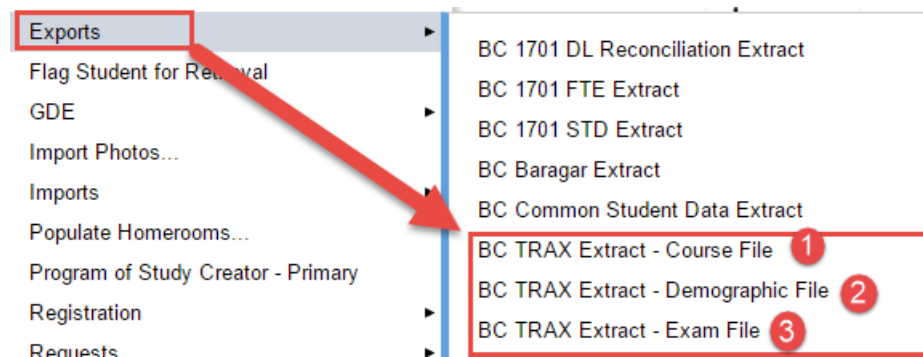 Exports
Flag Student for Retrieval
GDE
Import Photos...
Imports
Populate Homerooms...
Program of Study Creator - Primary
Registration
Requests
BC 1701 DL Reconciliation Extract
BC 1701 FTE Extract
BC 1701 STD Extract
BC Baragar Extract
BC Common Student Data Extract
BC TRAX Extract - Course File 1
BC TRAX Extract - Demographic File 2
BC TRAX Extract - Exam File 3